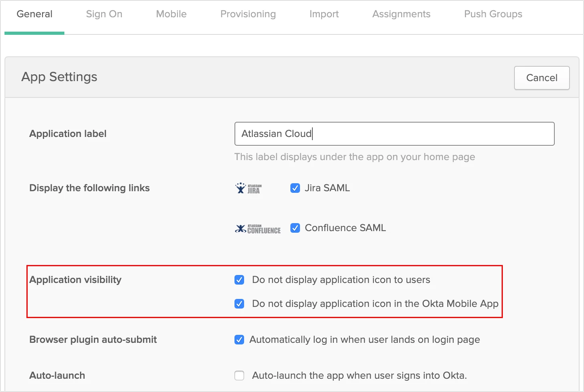 General Sign On Mobile Provisioning Import Assignments Push Groups
App Settings Cancel
Application label Atlassian Cloud
This label displays under the app on your home page
Display the following links JIRA Jira SAML
CONFLUENCE Confluence SAML
Application visibility Do not display application icon to users
Do not display application icon in the Okta Mobile App
Browser plugin auto-submit Automatically log in when user lands on login page
Auto-launch Auto-launch the app when user signs into Okta.